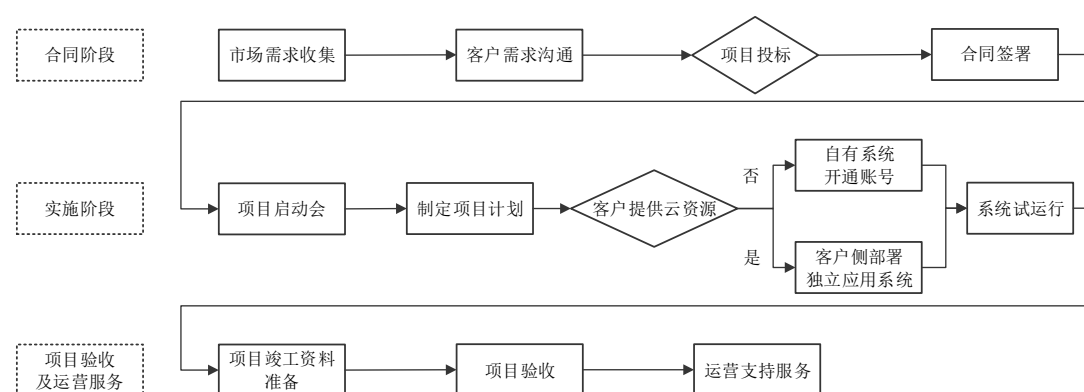 合同阶段
市场需求收集
客户需求沟通
项目投标
合同签署
实施阶段
项目启动会
制定项目计划
客户提供云资源
否
自有系统
开通账号
是
客户侧部署
独立应用系统
系统试运行
项目验收
及运营服务
项目竣工资料
准备
项目验收
运营支持服务